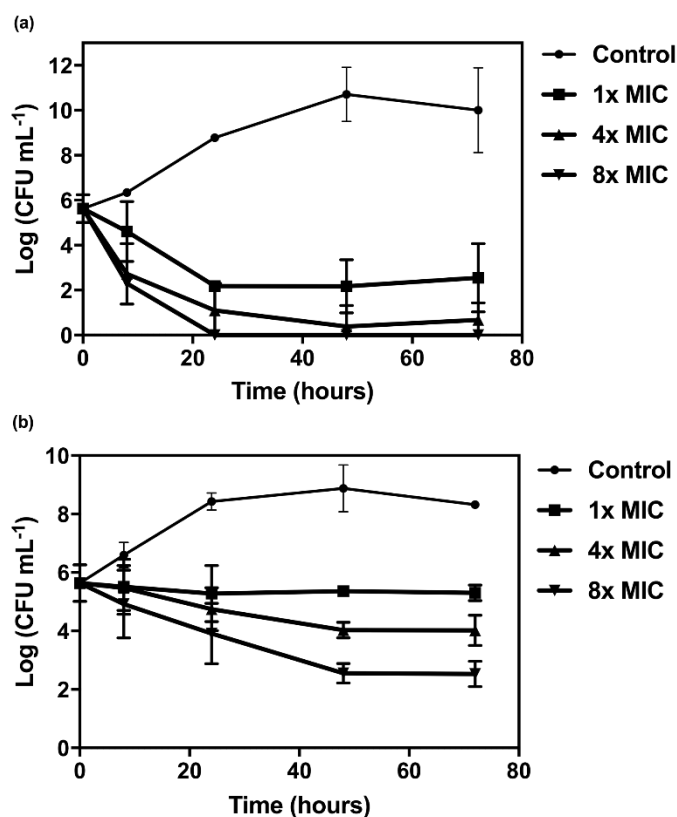 (a)
Log (CFU mL⁻¹)
12
10
8
6
4
2
0
0 20 40 60 80
Time (hours)
Control
1x MIC
4x MIC
8x MIC
(b)
Log (CFU mL⁻¹)
10
8
6
4
2
0
0 20 40 60 80
Time (hours)
Control
1x MIC
4x MIC
8x MIC